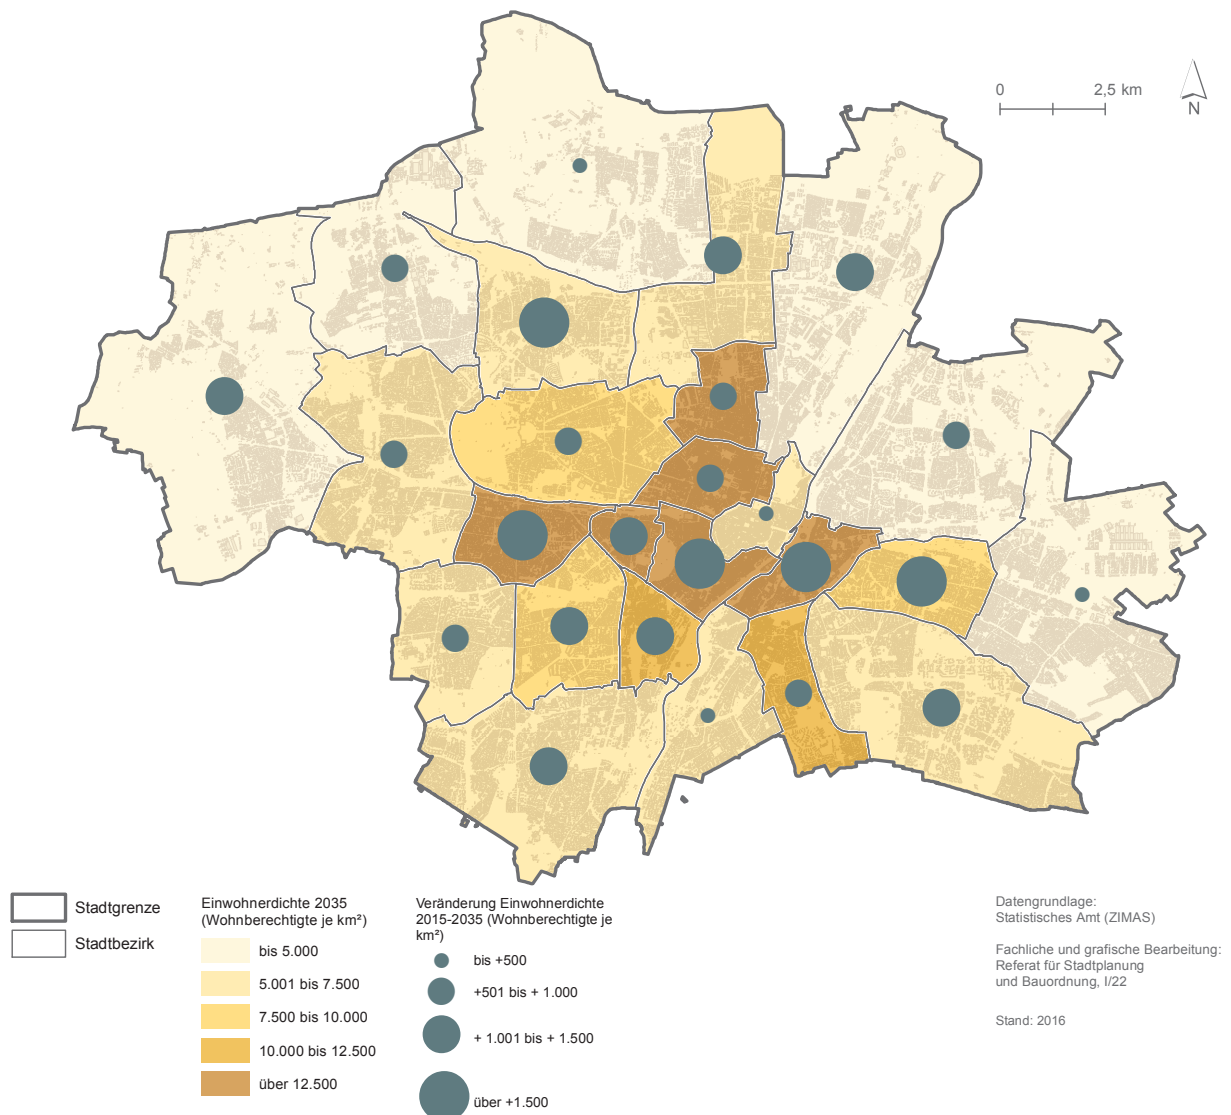 0 2,5 km
N
Stadtgrenze
Stadtbezirk
Einwohnerdichte 2035
(Wohnberechtigte je km²)
bis 5.000
5.001 bis 7.500
7.500 bis 10.000
10.000 bis 12.500
über 12.500
Veränderung Einwohnerdichte
2015-2035 (Wohnberechtigte je
km²)
bis +500
+501 bis + 1.000
+ 1.001 bis + 1.500
über +1.500
Datengrundlage:
Statistisches Amt (ZIMAS)
Fachliche und grafische Bearbeitung:
Referat für Stadtplanung
und Bauordnung, I/22
Stand: 2016